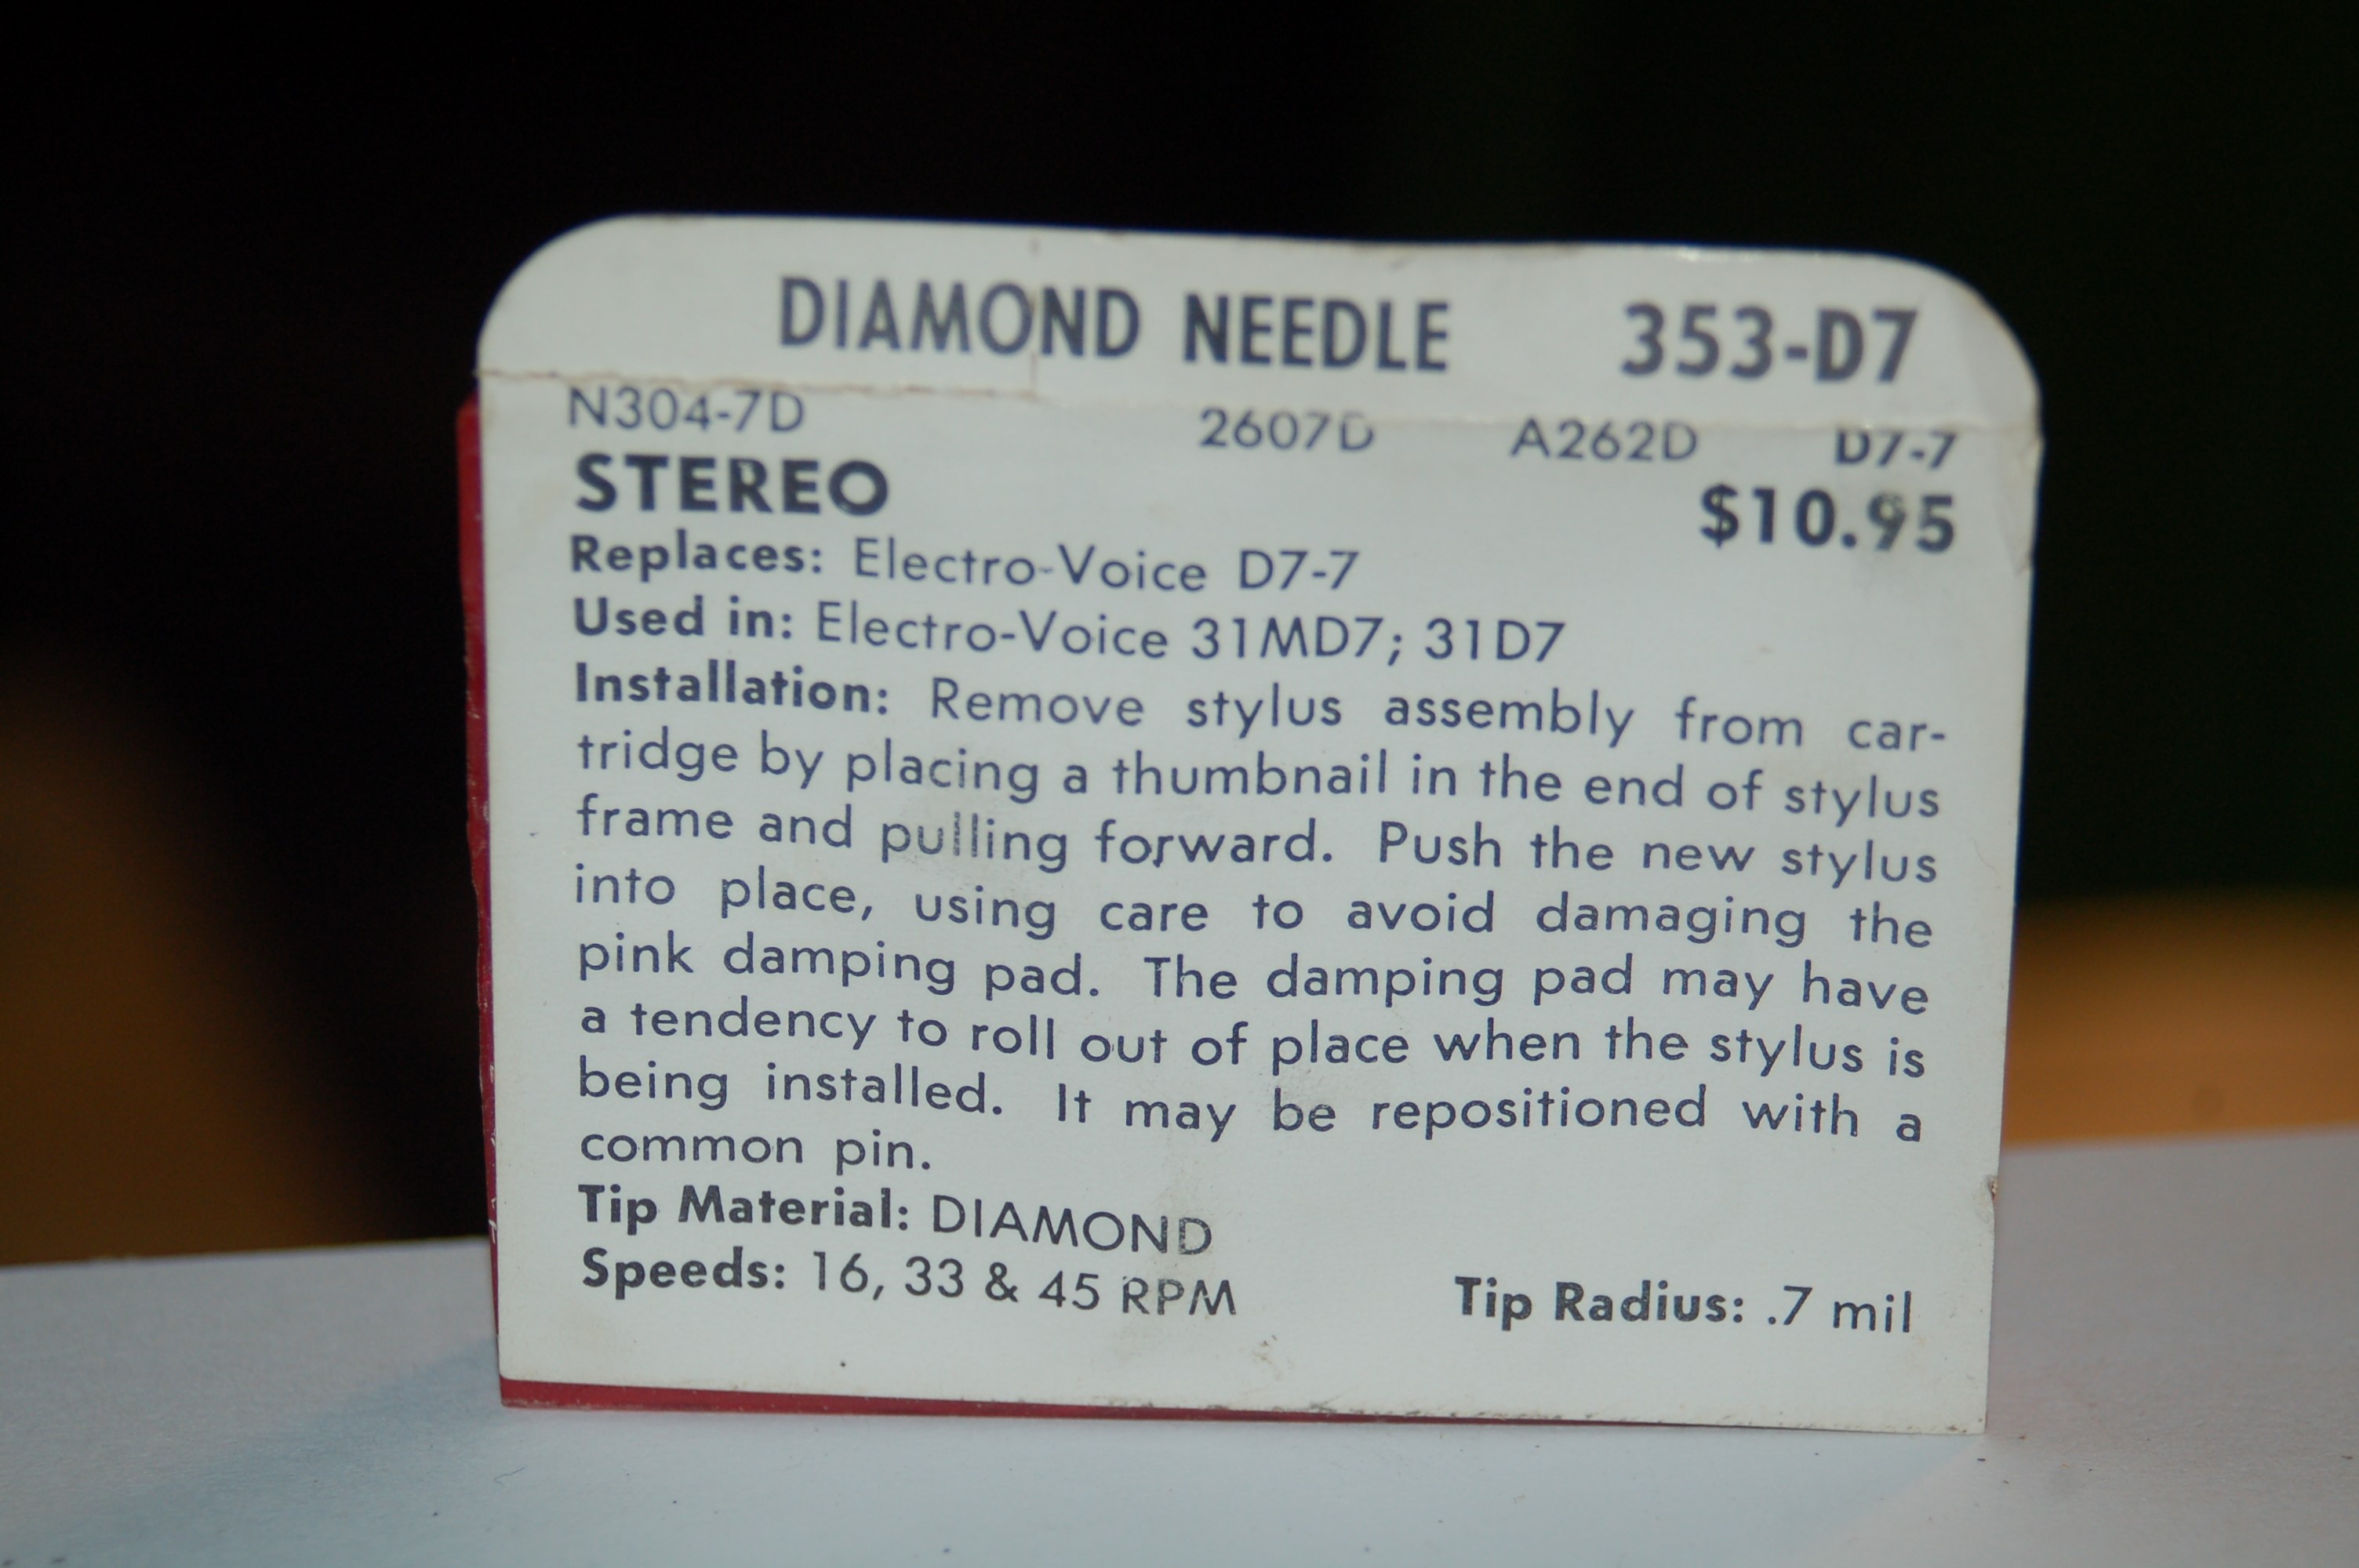 DIAMOND NEEDLE 353-D7
N304-7D 2607D A262D D7-7
STEREO $10.95
Replaces: Electro-Voice D7-7
Used in: Electro-Voice 31MD7; 31D7
Installation: Remove stylus assembly from car-
tridge by placing a thumbnail in the end of stylus
frame and pulling forward. Push the new stylus
into place, using care to avoid damaging the
pink damping pad. The damping pad may have
a tendency to roll out of place when the stylus is
being installed. It may be repositioned with a
common pin.
Tip Material: DIAMOND
Speeds: 16, 33 & 45 RPM Tip Radius: .7 mil